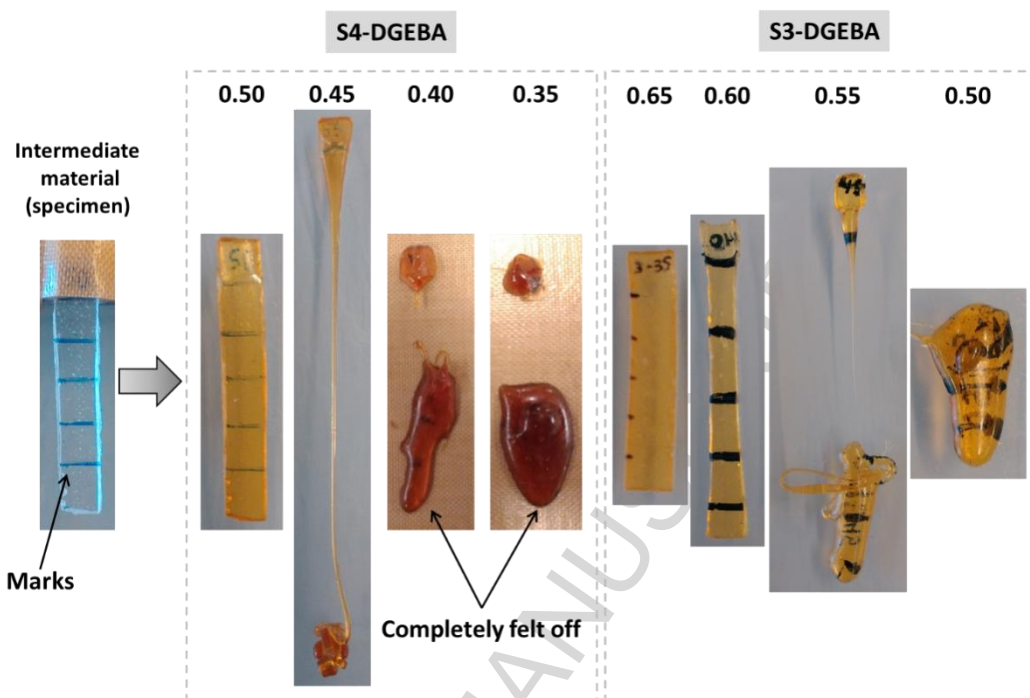 S4-DGEBA
S3-DGEBA
0.50
0.45
0.40
0.35
0.65
0.60
0.55
0.50
Intermediate
material
(specimen)
3-35
Marks
Completely felt off